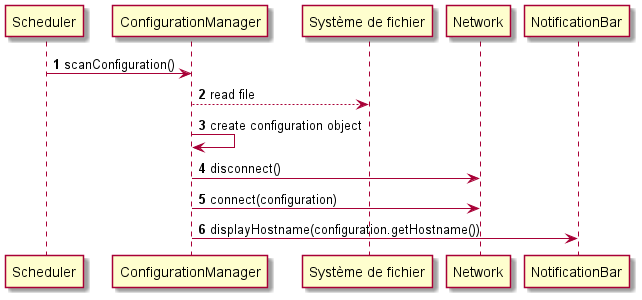 Scheduler ConfigurationManager Système de fichier Network NotificationBar
1 scanConfiguration()
2 read file
3 create configuration object
4 disconnect()
5 connect(configuration)
6 displayHostname(configuration.getHostname())
Scheduler ConfigurationManager Système de fichier Network NotificationBar